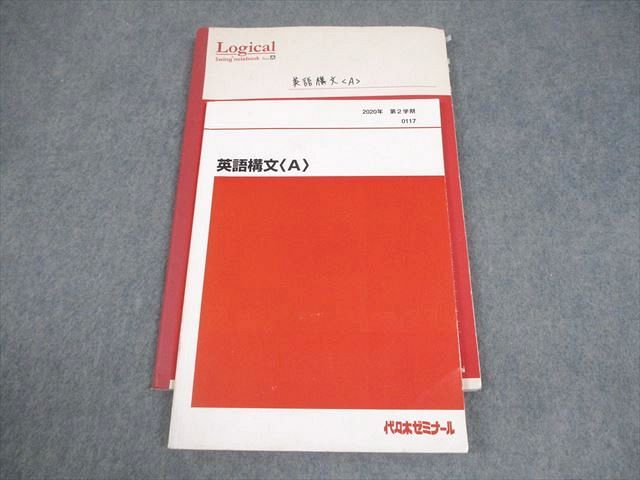 Logical
Swing notebook
英語構文〈A〉
2020年 第2学期
0117
英語構文〈A〉
代々木ゼミナール